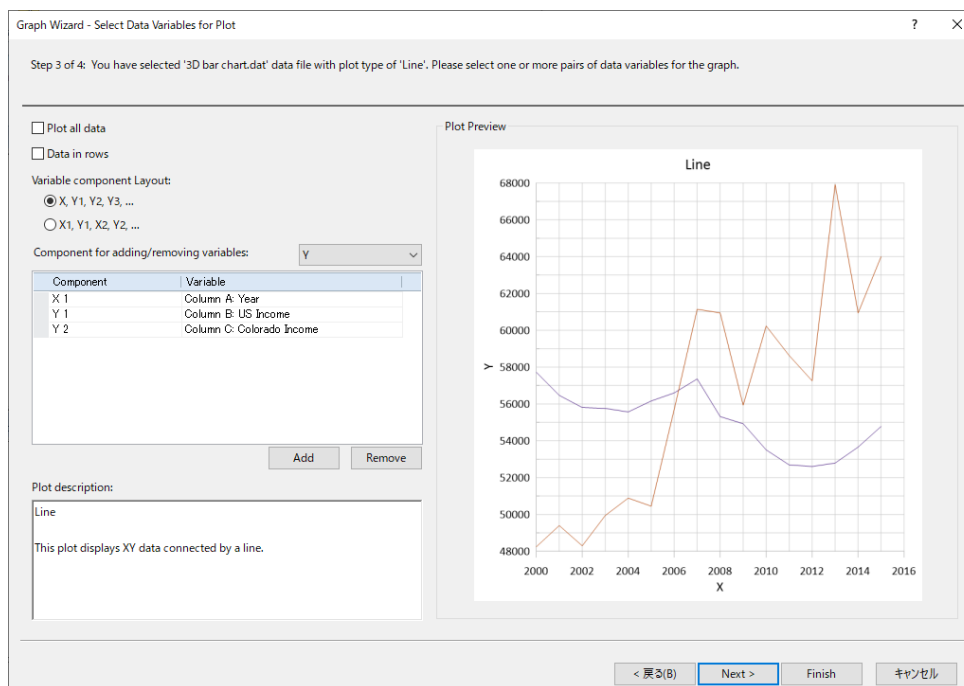 Graph Wizard - Select Data Variables for Plot
?
Step 3 of 4: You have selected '3D bar chart.dat' data file with plot type of 'Line'. Please select one or more pairs of data variables for the graph.
Plot all data
Data in rows
Variable component Layout:
X, Y1, Y2, Y3, ...
X1, Y1, X2, Y2, ...
Component for adding/removing variables:
Y
Component Variable
X 1 Column A: Year
Y 1 Column B: US Income
Y 2 Column C: Colorado Income
Add Remove
Plot description:
Line
This plot displays XY data connected by a line.
Plot Preview
Line
68000
66000
64000
62000
60000
58000
56000
54000
52000
50000
48000
Y
2000 2002 2004 2006 2008 2010 2012 2014 2016
X
< 戻る(B) Next > Finish キャンセル